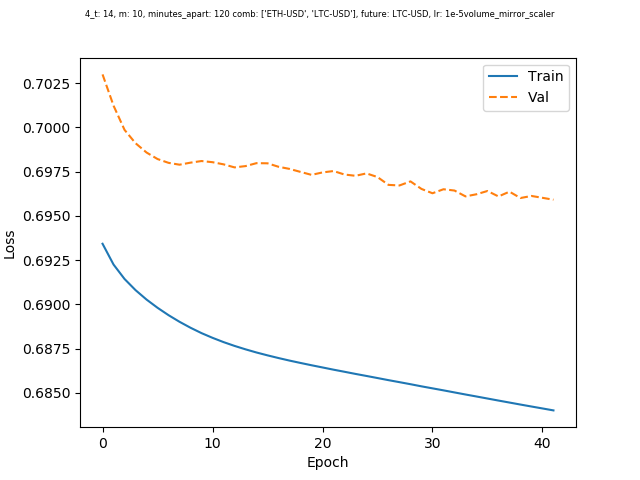 4_t: 14, m: 10, minutes_apart: 120 comb: ['ETH-USD', 'LTC-USD'], future: LTC-USD, lr: 1e-5volume_mirror_scaler
Train
Val
0.7025
0.7000
0.6975
0.6950
0.6925
0.6900
0.6875
0.6850
Loss
0 10 20 30 40
Epoch